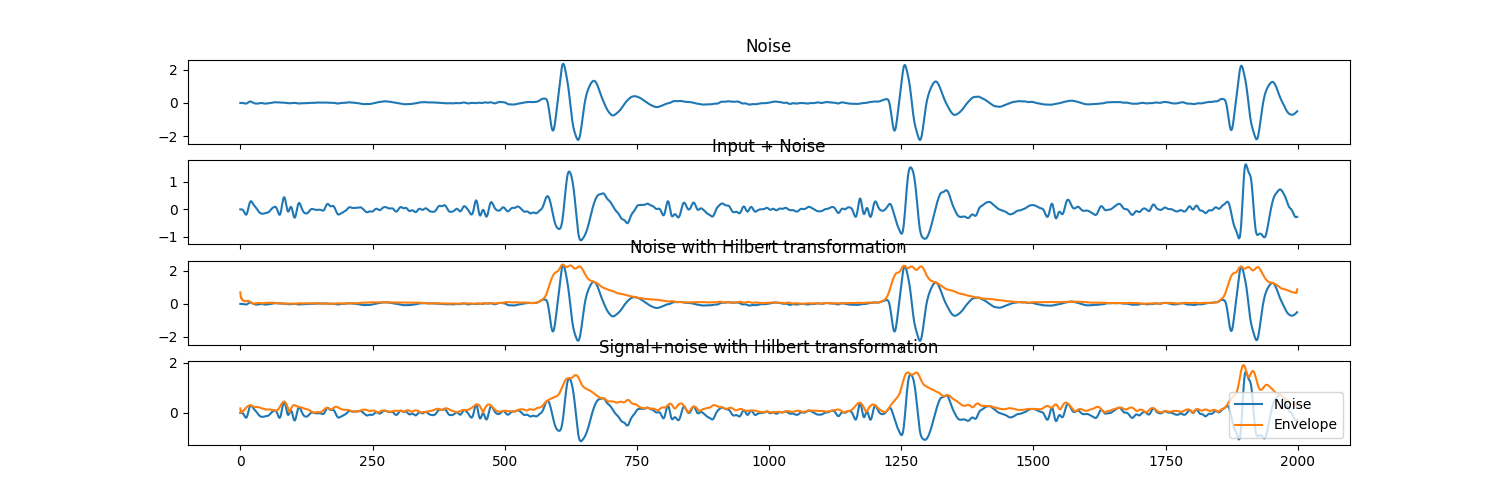 Noise
2
0
−2
Input + Noise
1
0
−1
Noise with Hilbert transformation
2
0
−2
Signal+noise with Hilbert transformation
2
0
Noise
Envelope
0 250 500 750 1000 1250 1500 1750 2000